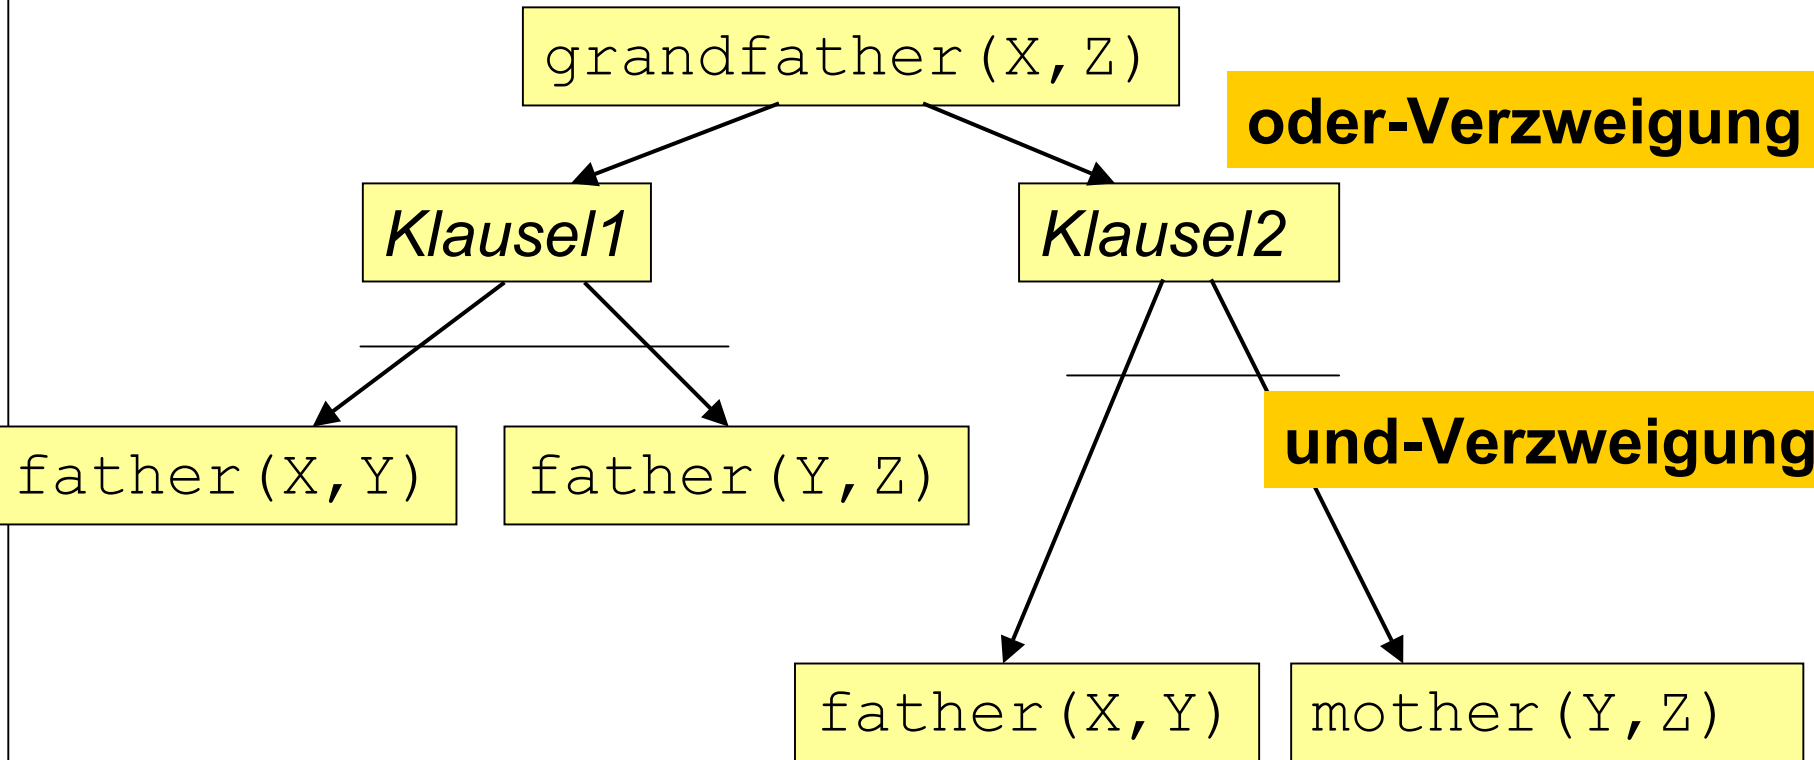 grandfather(X,Z)
oder-Verzweigung
Klausel1
Klausel2
father(X,Y)
father(Y,Z)
und-Verzweigung
father(X,Y)
mother(Y,Z)